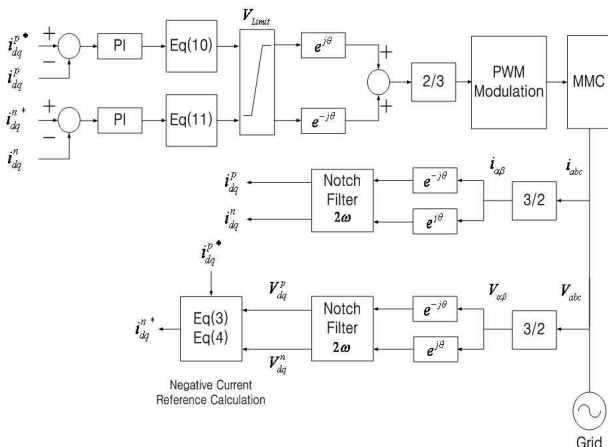 V_Limit
i_dq^p*
+
−
PI
Eq(10)
e^jθ
+
i_dq^p
2/3
PWM
Modulation
MMC
i_dq^n*
+
−
PI
Eq(11)
e^-jθ
+
i_dq^n
i_dq^p
i_dq^n
Notch
Filter
2ω
e^-jθ
e^jθ
i_αβ
3/2
i_abc
i_dq^p*
i_dq^n*
Eq(3)
Eq(4)
V_dq^p
V_dq^n
Notch
Filter
2ω
e^-jθ
e^jθ
V_αβ
3/2
V_abc
Negative Current
Reference Calculation
Grid